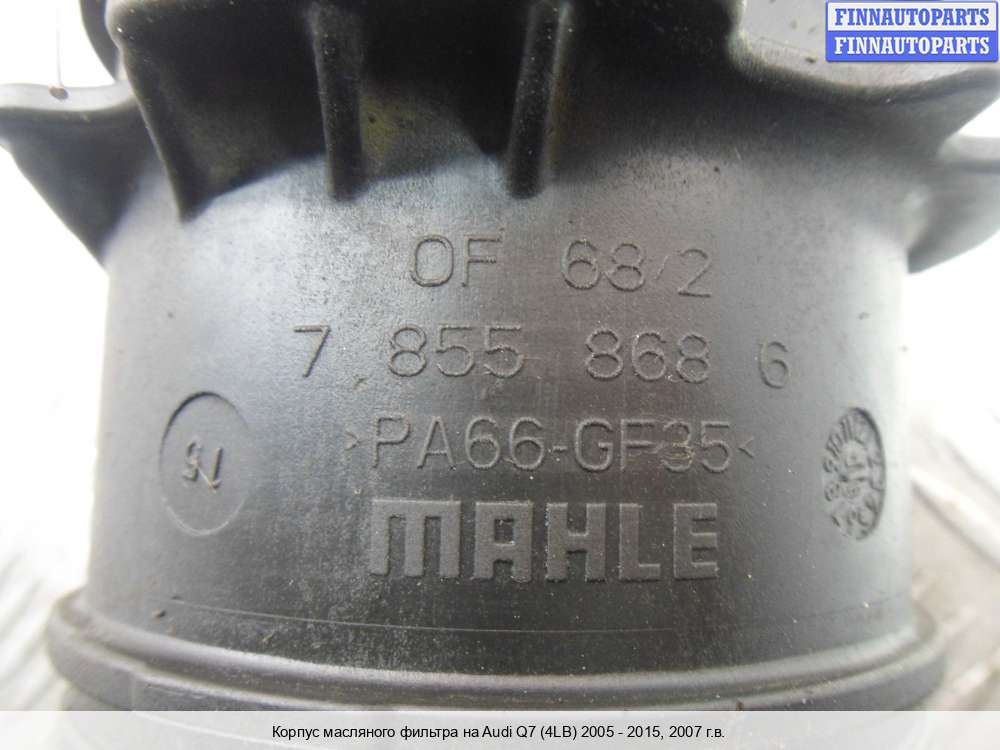 FINNAUTOPARTS
FINNAUTOPARTS
OF 68/2
7 855 868 6
>PA66-GF35<
MAHLE
Корпус масляного фильтра на Audi Q7 (4LB) 2005 - 2015, 2007 г.в.